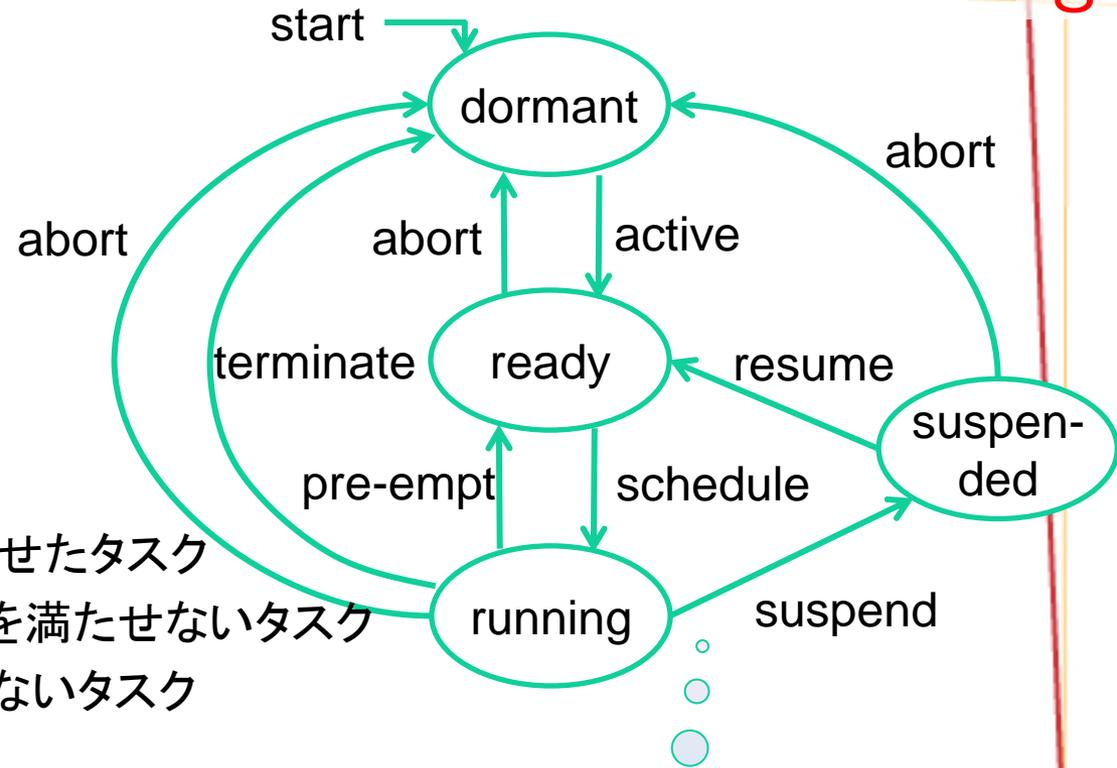 g
start
dormant
abort
abort
abort
active
terminate
ready
resume
suspen-
ded
pre-empt
schedule
せたタスク
を満たせないタスク
running
suspend
ないタスク